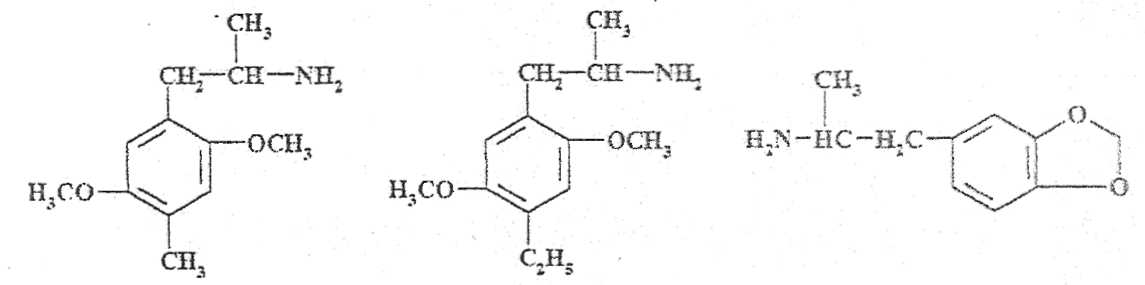 CH₃
CH₂—CH—NH₂
OCH₃
H₃CO
CH₃
CH₃
CH₂—CH—NH₂
OCH₃
H₃CO
C₂H₅
CH₃
H₂N—HC—H₂C
O
O